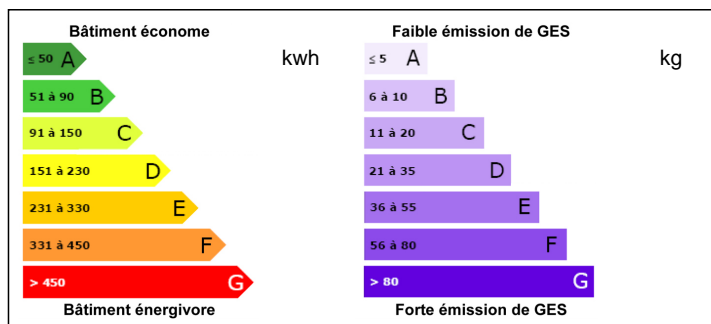 Bâtiment économe
≤ 50 A kwh
51 à 90 B
91 à 150 C
151 à 230 D
231 à 330 E
331 à 450 F
> 450 G
Bâtiment énergivore
Faible émission de GES
≤ 5 A kg
6 à 10 B
11 à 20 C
21 à 35 D
36 à 55 E
56 à 80 F
> 80 G
Forte émission de GES